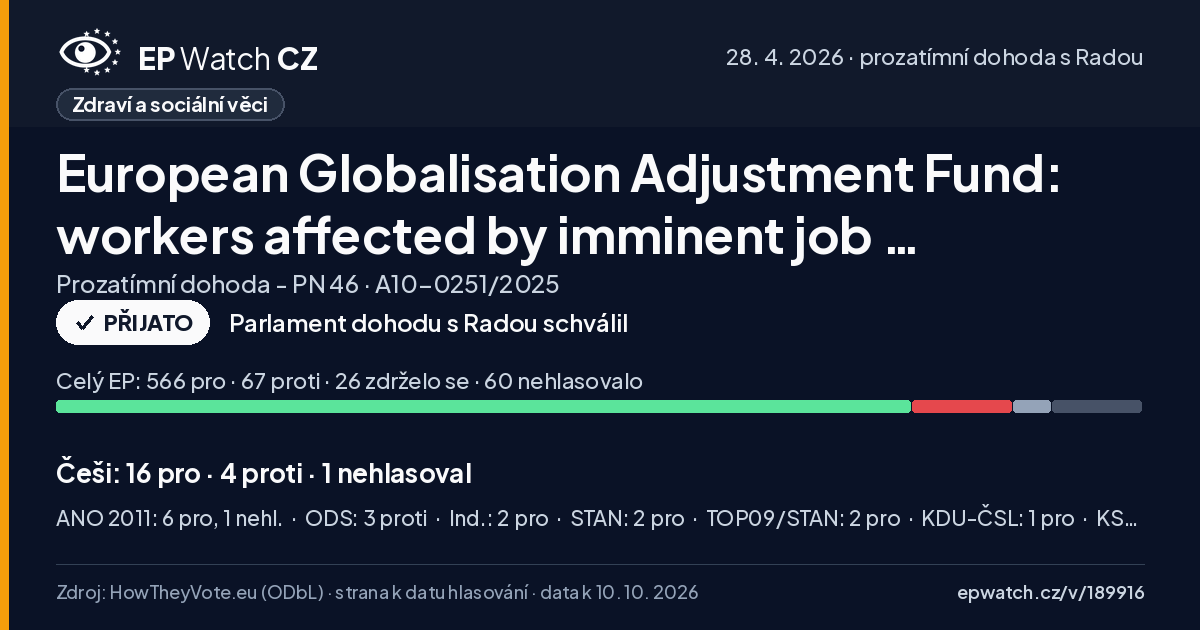 EP Watch CZ
28. 4. 2026 · prozatímní dohoda s Radou
Zdraví a sociální věci
European Globalisation Adjustment Fund:
workers affected by imminent job …
Prozatímní dohoda – PN 46 · A10–0251/2025
✓ PŘIJATO
Parlament dohodu s Radou schválil
Celý EP: 566 pro · 67 proti · 26 zdrželo se · 60 nehlasovalo
Češi: 16 pro · 4 proti · 1 nehlasoval
ANO 2011: 6 pro, 1 nehl. · ODS: 3 proti · Ind.: 2 pro · STAN: 2 pro · TOP09/STAN: 2 pro · KDU-ČSL: 1 pro · KS…
Zdroj: HowTheyVote.eu (ODbL) · strana k datu hlasování · data k 10. 10. 2026
epwatch.cz/v/189916